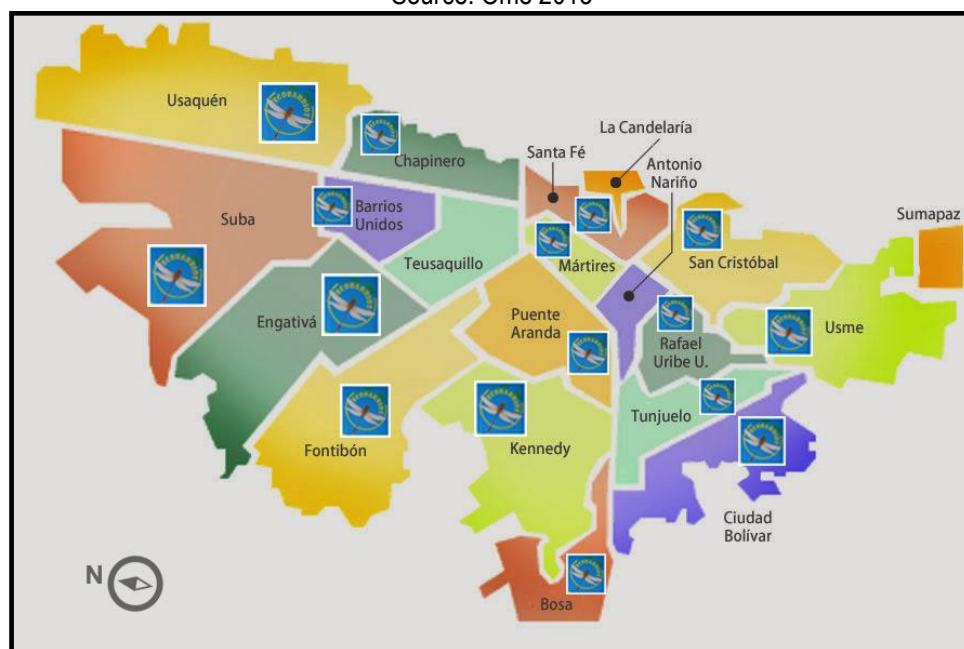 Source:
Usaquén
Chapinero
La Candelaría
Santa Fé
Antonio
Nariño
Suba
Barrios
Unidos
Teusaquillo
Mártires
San Cristóbal
Sumapaz
Engativá
Puente
Aranda
Rafael
Uribe U.
Usme
Fontibón
Kennedy
Tunjuelo
Ciudad
Bolívar
Bosa
N